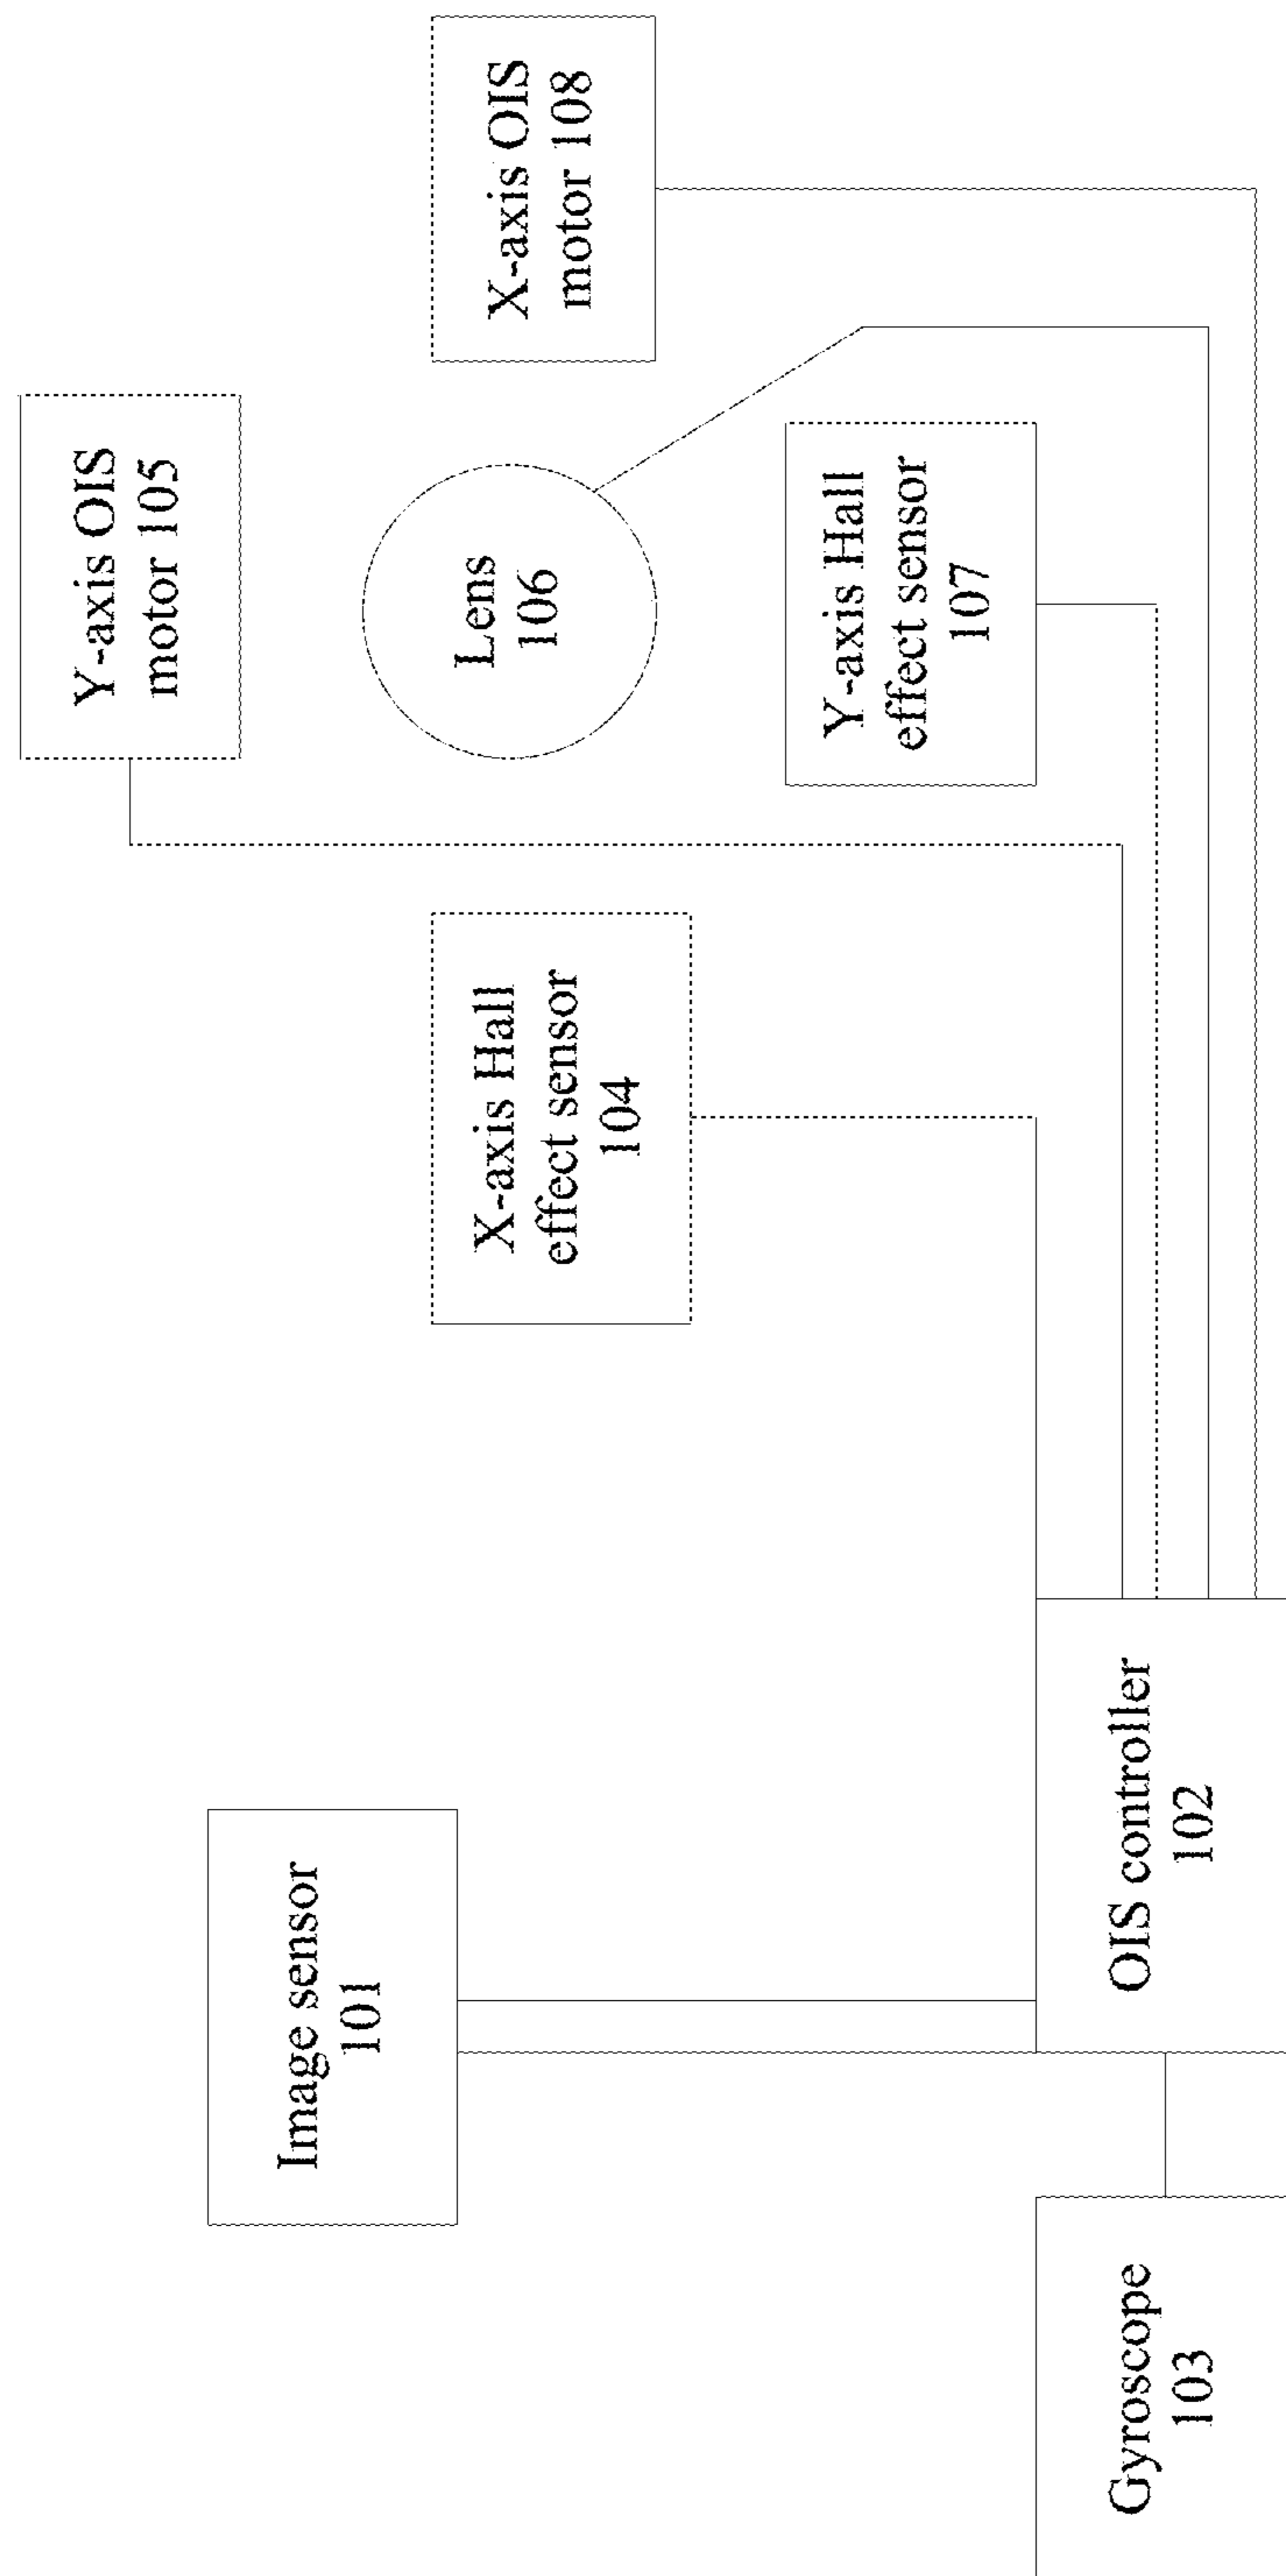 Y-axis OIS
motor 105
Image sensor
101
X-axis Hall
effect sensor
104
Lens
106
X-axis OIS
motor 108
Y-axis Hall
effect sensor
107
Gyroscope
103
OIS controller
102